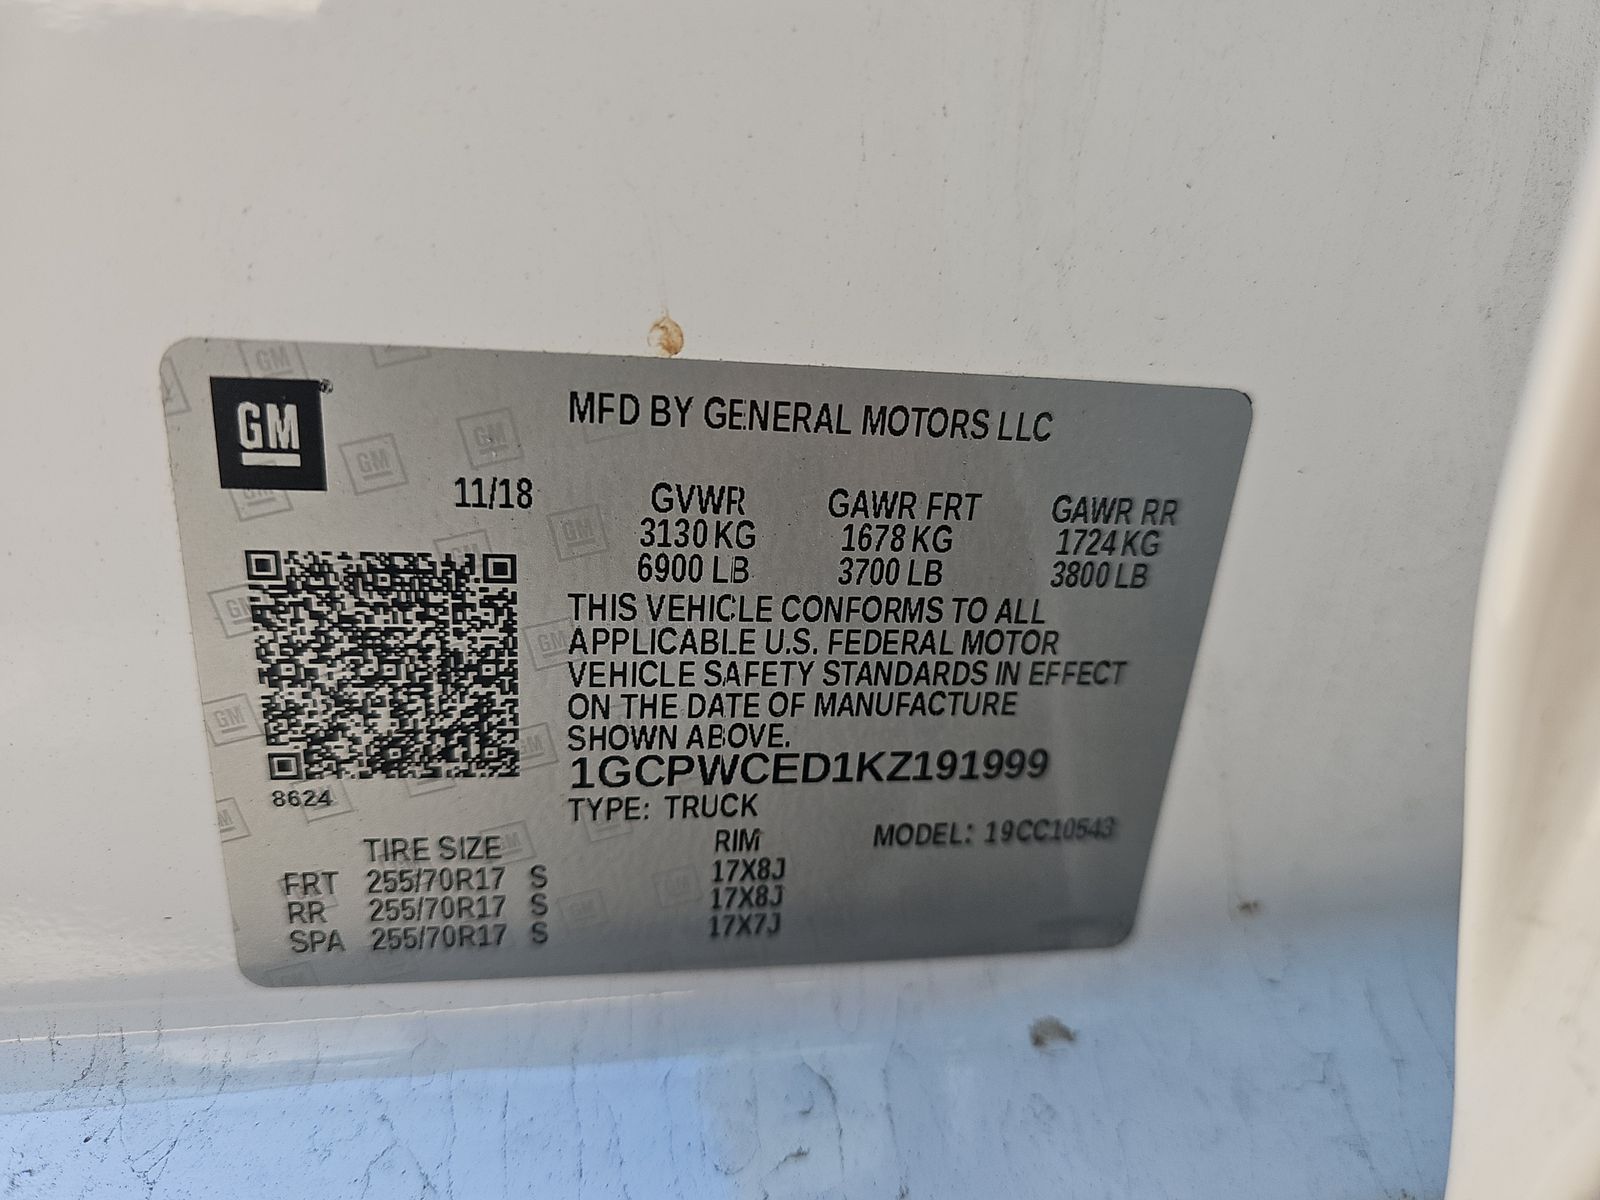 GM
MFD BY GENERAL MOTORS LLC
11/18
GVWR GAWR FRT GAWR RR
3130 KG 1678 KG 1724 KG
6900 LB 3700 LB 3800 LB
THIS VEHICLE CONFORMS TO ALL
APPLICABLE U.S. FEDERAL MOTOR
VEHICLE SAFETY STANDARDS IN EFFECT
ON THE DATE OF MANUFACTURE
SHOWN ABOVE.
1GCPWCED1KZ191999
8624
TYPE: TRUCK
TIRE SIZE RIM MODEL: 19CC10543
FRT 255/70R17 S 17X8J
RR 255/70R17 S 17X8J
SPA 255/70R17 S 17X7J